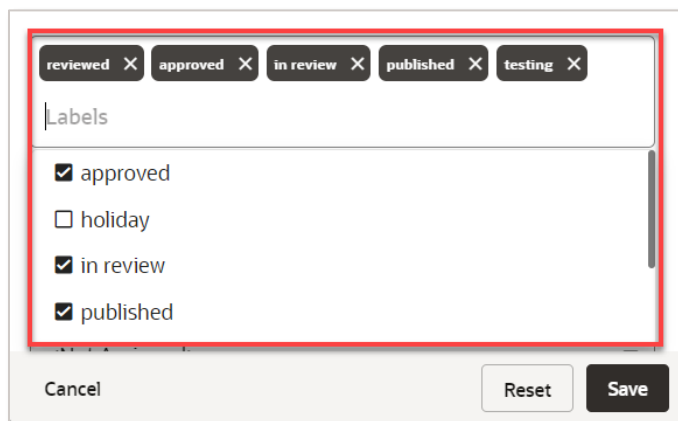 reviewed approved in review published testing
Labels
approved
holiday
in review
published
Cancel Reset Save